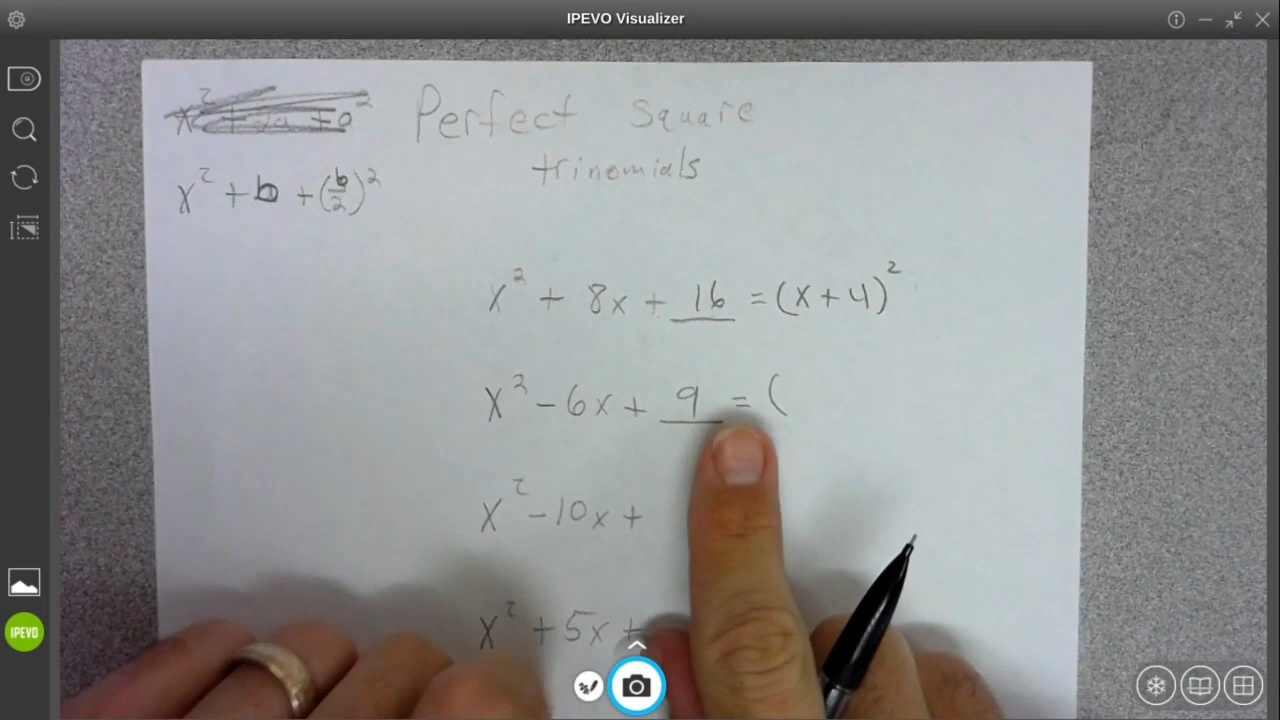 IPEVO Visualizer
Perfect Square
trinomials
x² + b + (b/2)²
x² + 8x + 16 = (x + 4)²
x² - 6x + 9 = (
x² - 10x +
x² + 5x +
IPEVO